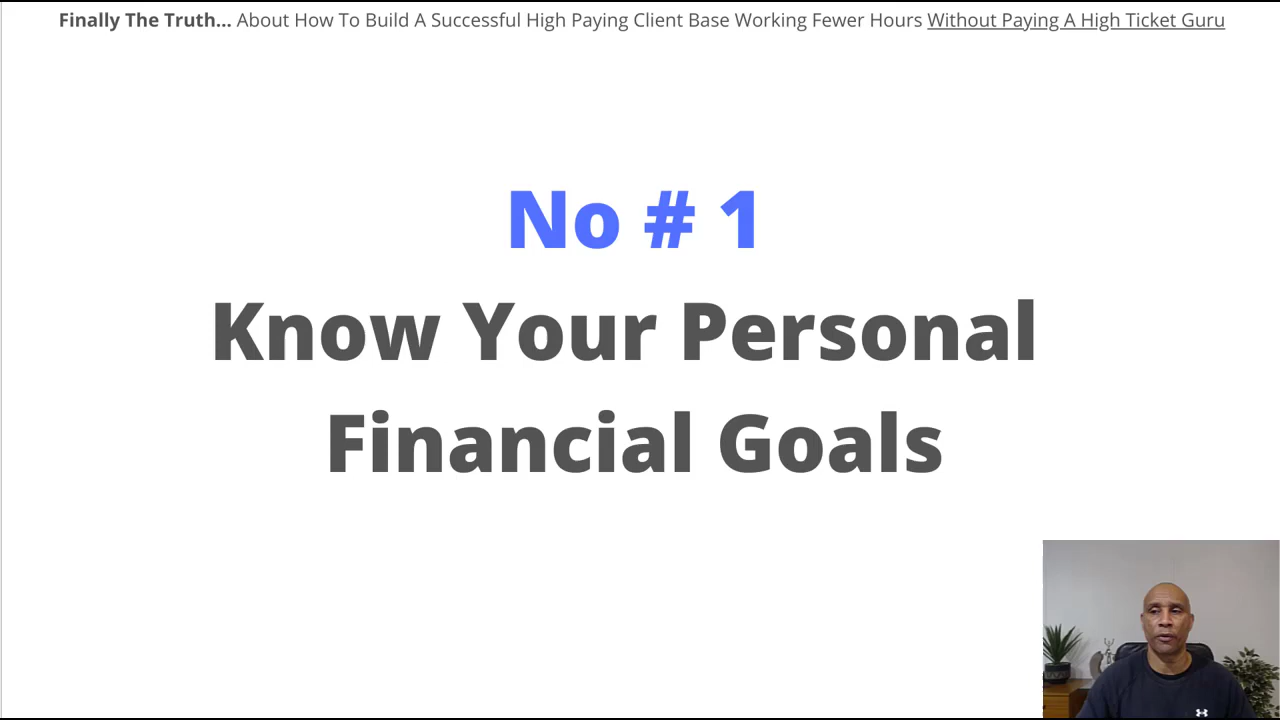 Finally The Truth... About How To Build A Successful High Paying Client Base Working Fewer Hours Without Paying A High Ticket Guru
No # 1
Know Your Personal
Financial Goals